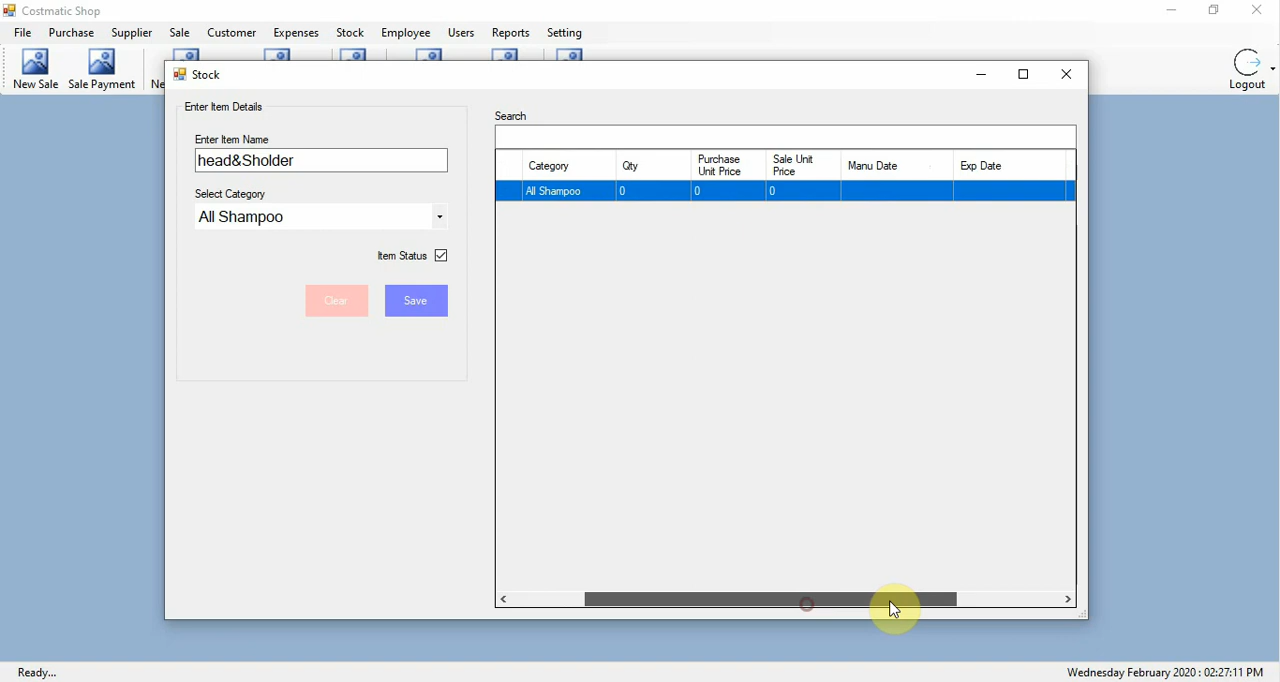 Costmatic Shop
File Purchase Supplier Sale Customer Expenses Stock Employee Users Reports Setting
New Sale Sale Payment Ne Logout
Stock
Enter Item Details
Enter Item Name
head&Sholder
Select Category
All Shampoo
Item Status
Clear Save
Search
Category Qty Purchase Unit Price Sale Unit Price Manu Date Exp Date
All Shampoo 0 0 0
Ready... Wednesday February 2020 : 02:27:11 PM